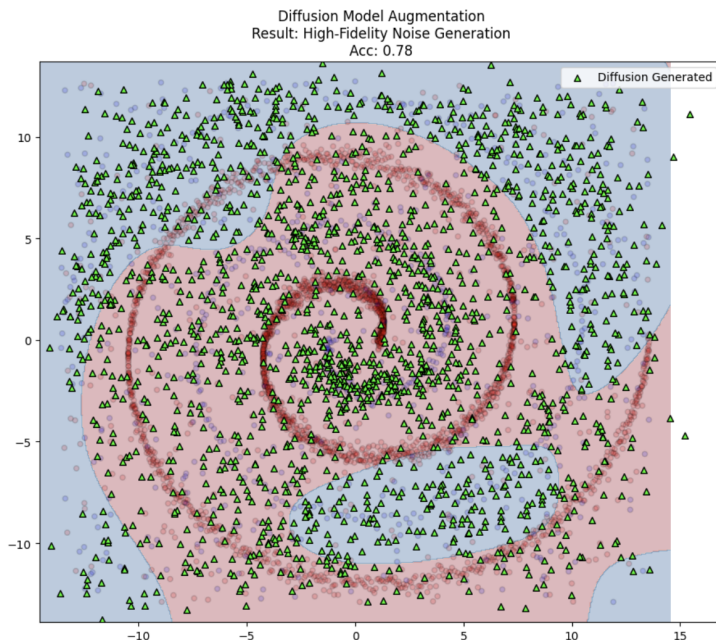 Diffusion Model Augmentation
Result: High-Fidelity Noise Generation
Acc: 0.78
Diffusion Generated
10
5
0
−5
−10
−10
−5
0
5
10
15